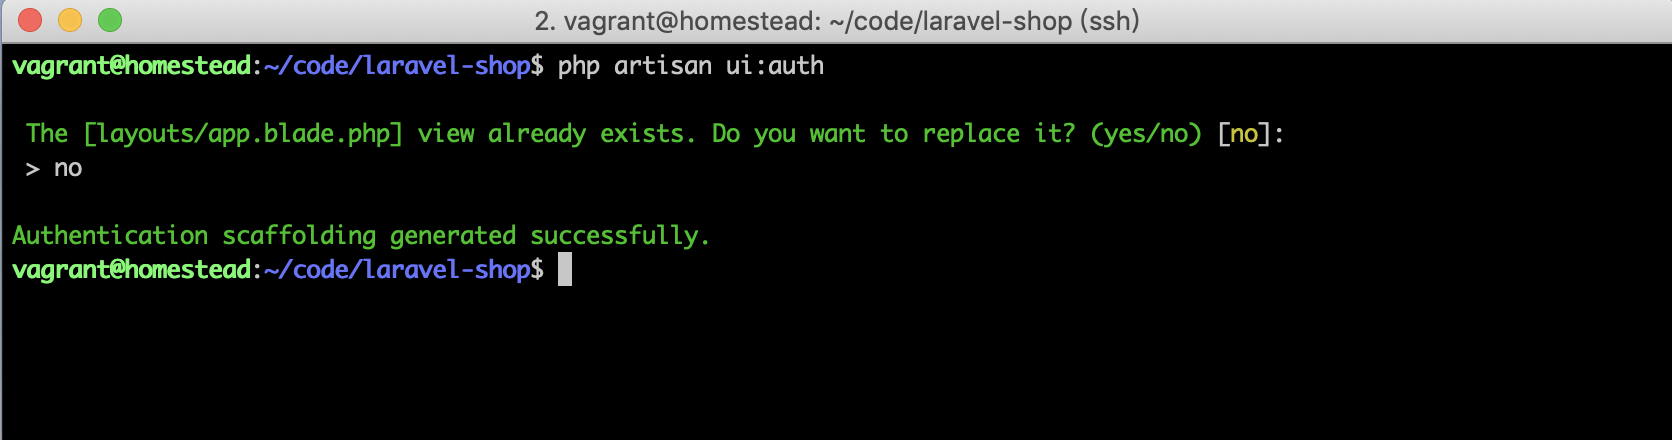 2. vagrant@homestead: ~/code/laravel-shop (ssh)
vagrant@homestead:~/code/laravel-shop$ php artisan ui:auth
The [layouts/app.blade.php] view already exists. Do you want to replace it? (yes/no) [no]:
> no
Authentication scaffolding generated successfully.
vagrant@homestead:~/code/laravel-shop$